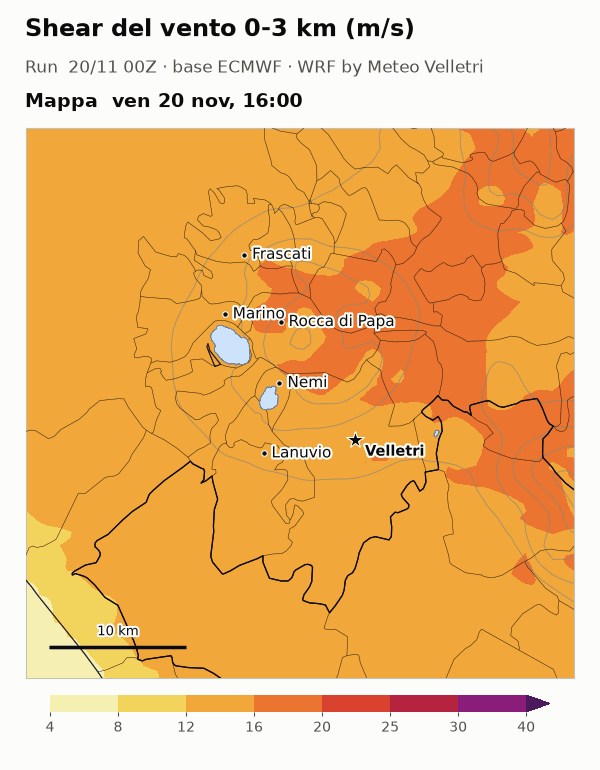 Shear del vento 0-3 km (m/s)
Run  20/11 00Z · base ECMWF · WRF by Meteo Velletri
Mappa  ven 20 nov, 16:00
Frascati
Marino
Rocca di Papa
Nemi
Velletri
Lanuvio
10 km
4 8 12 16 20 25 30 40